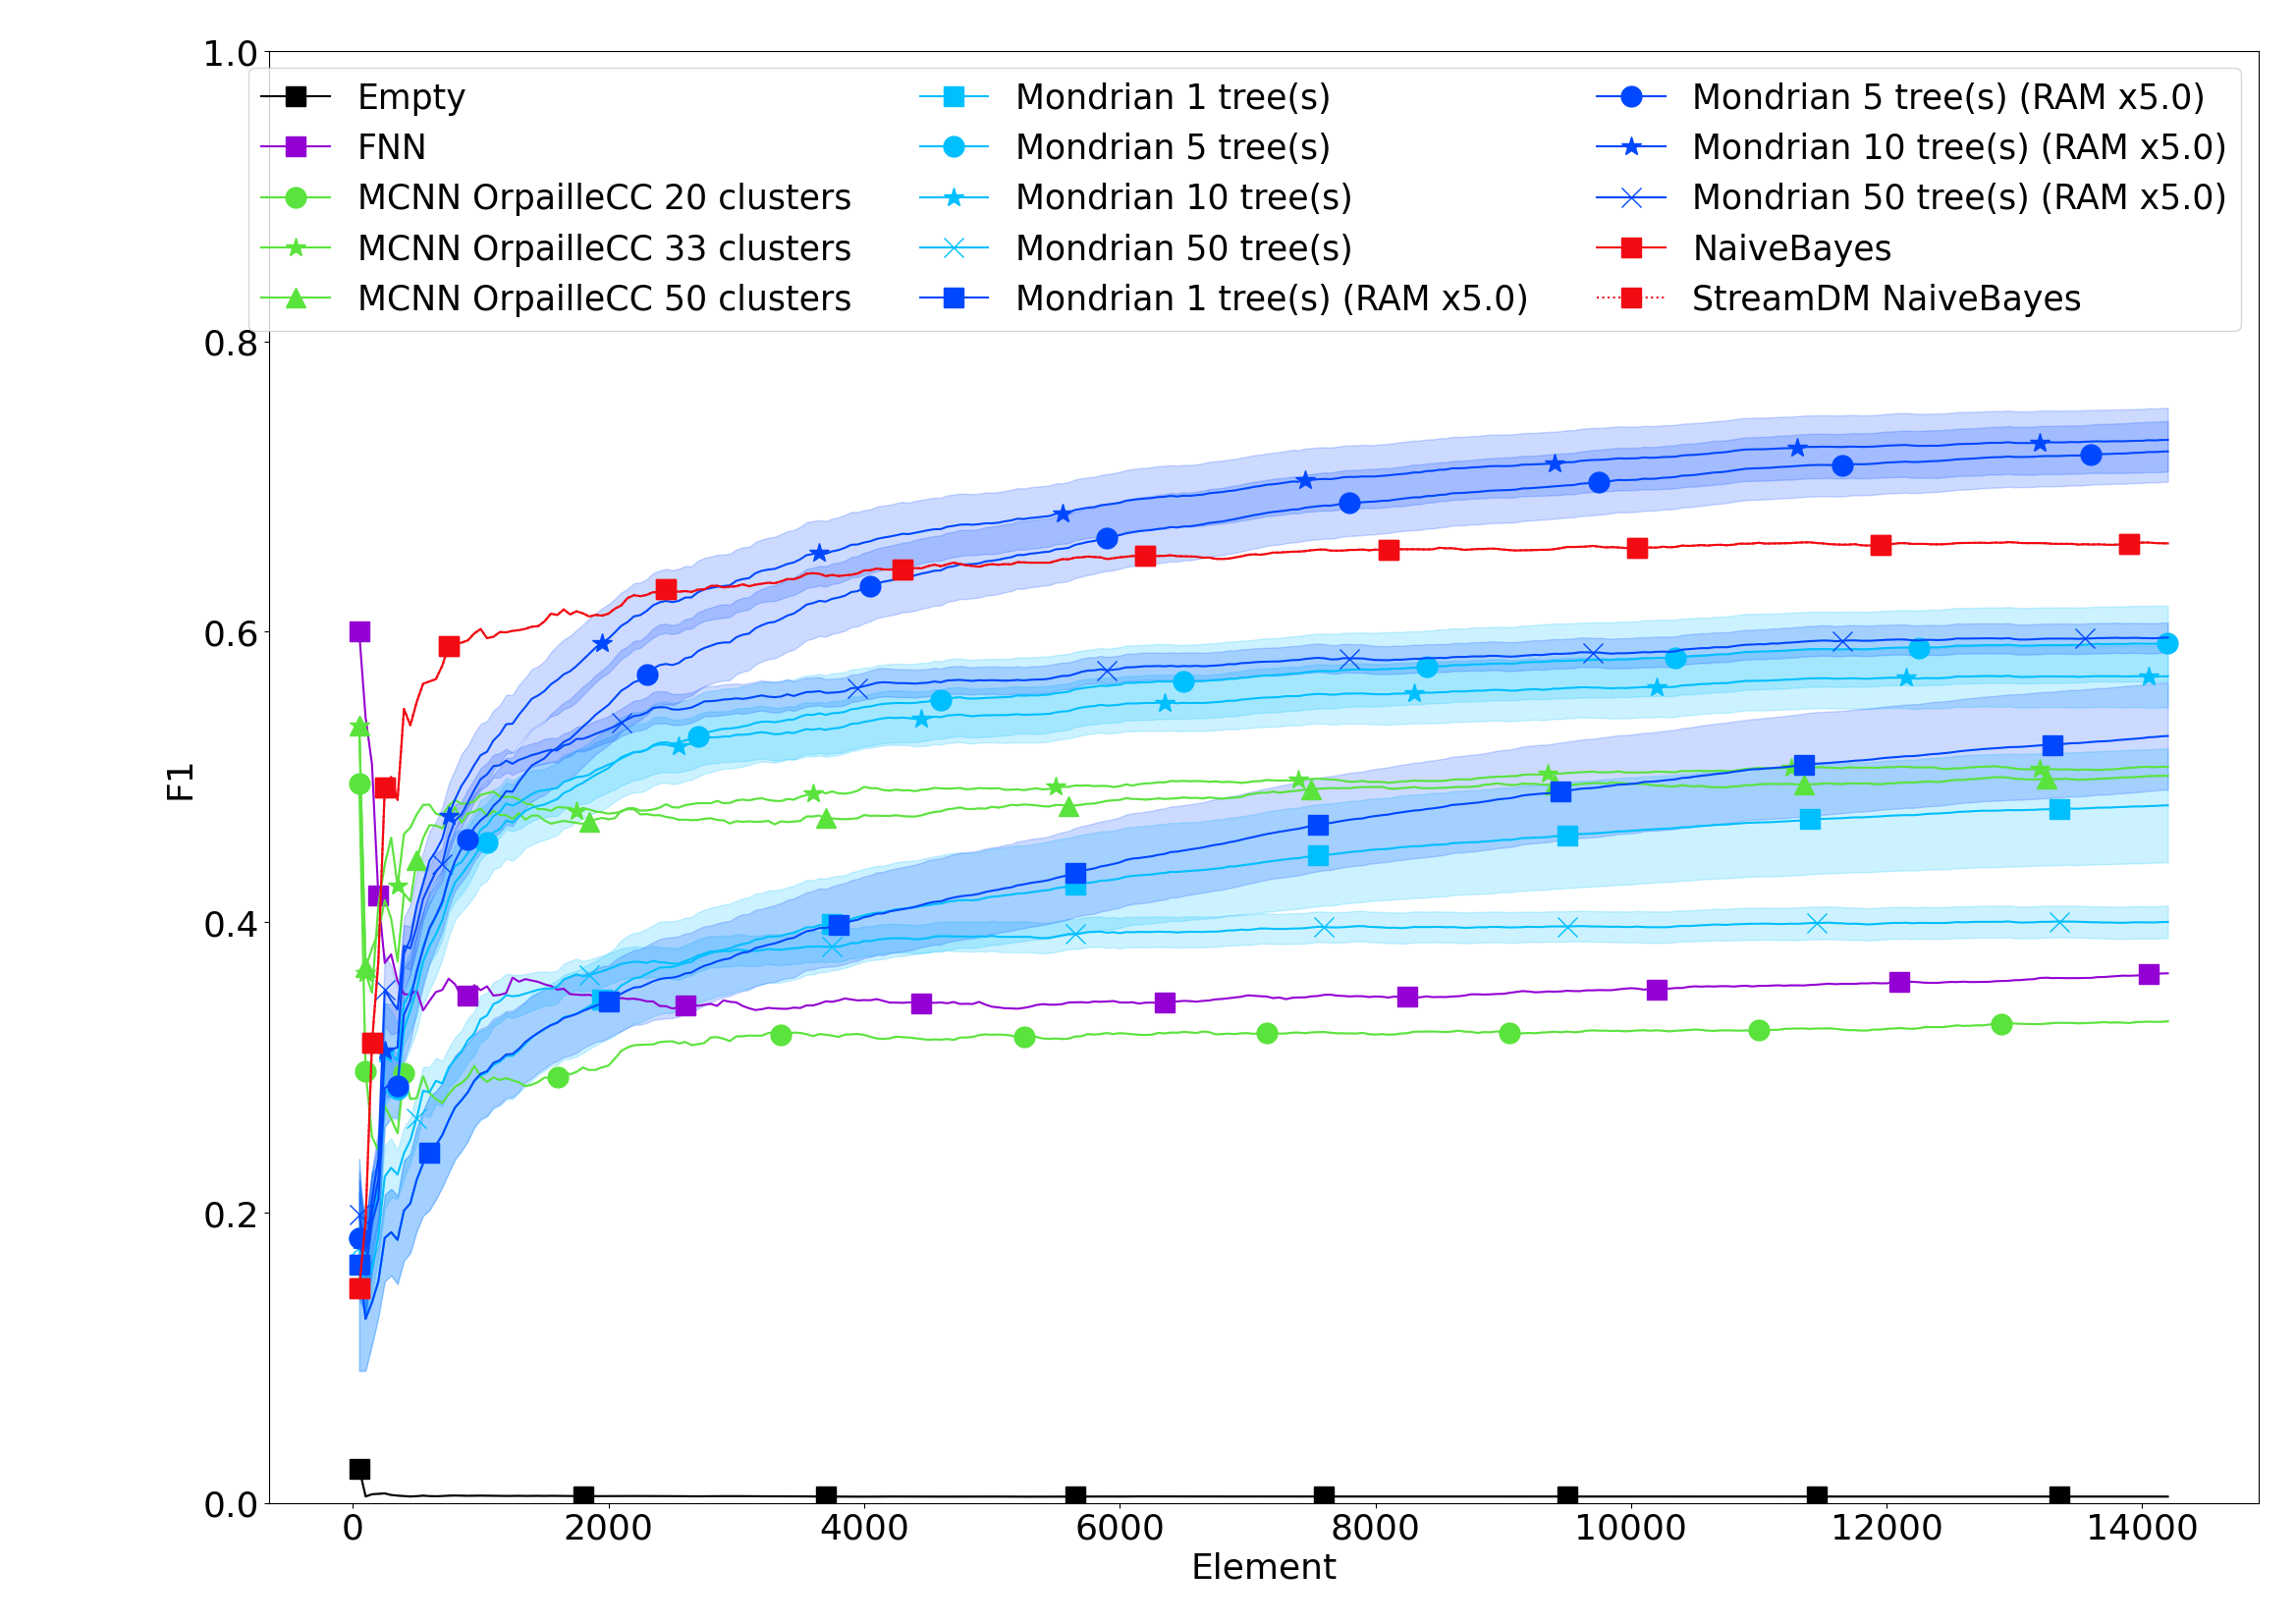 1.0
Empty
FNN
MCNN OrpailleCC 20 clusters
MCNN OrpailleCC 33 clusters
MCNN OrpailleCC 50 clusters
Mondrian 1 tree(s)
Mondrian 5 tree(s)
Mondrian 10 tree(s)
Mondrian 50 tree(s)
Mondrian 1 tree(s) (RAM x5.0)
Mondrian 5 tree(s) (RAM x5.0)
Mondrian 10 tree(s) (RAM x5.0)
Mondrian 50 tree(s) (RAM x5.0)
NaiveBayes
StreamDM NaiveBayes
0.8
0.6
0.4
0.2
0.0
F1
0 2000 4000 6000 8000 10000 12000 14000
Element